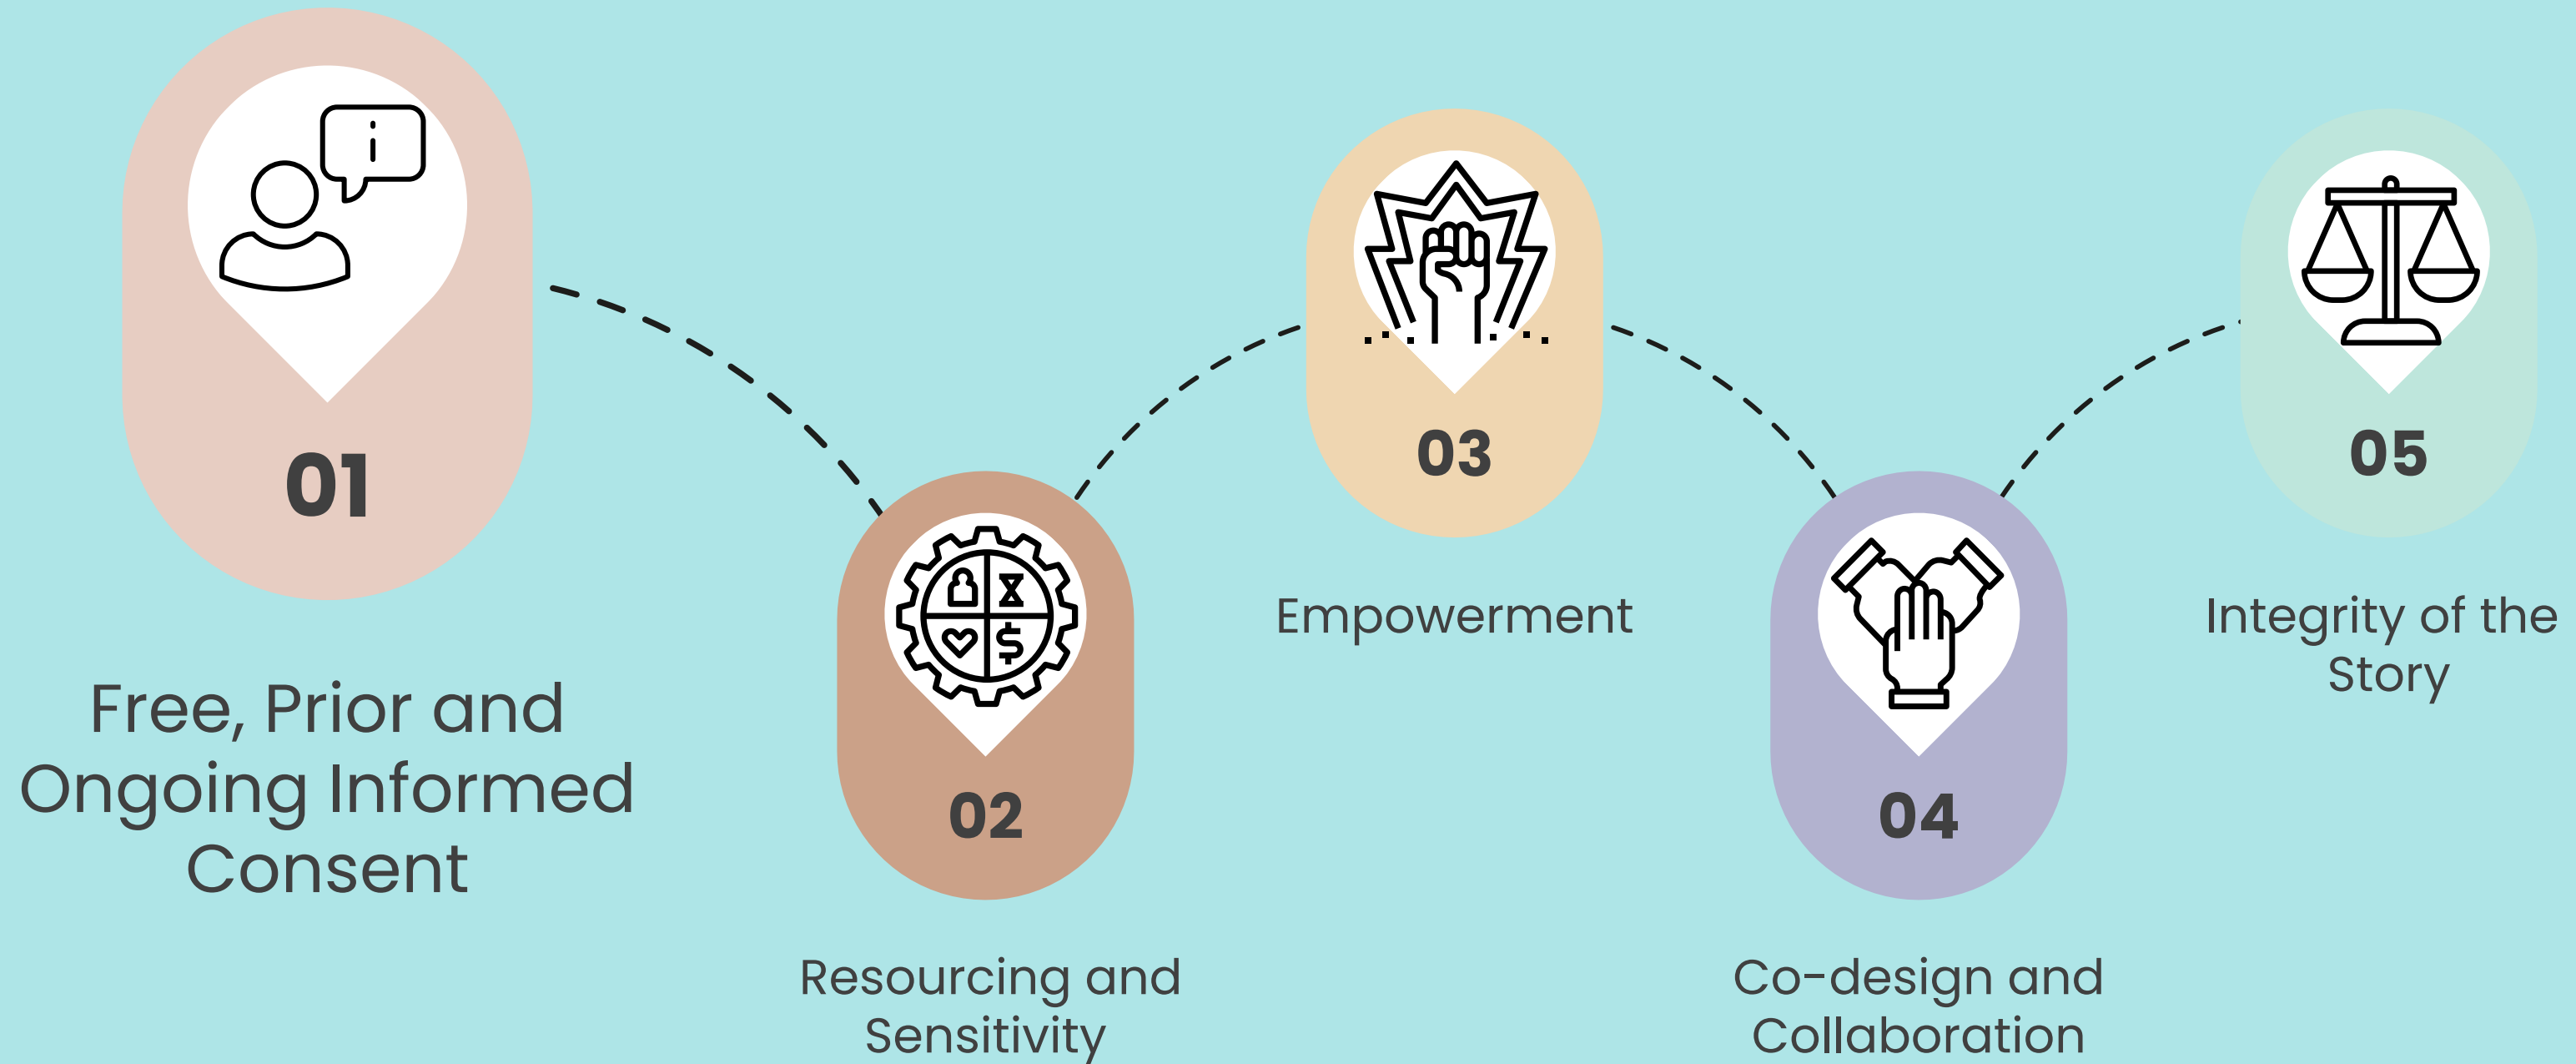 01
Free, Prior and
Ongoing Informed
Consent
02
Resourcing and
Sensitivity
03
Empowerment
04
Co-design and
Collaboration
05
Integrity of the
Story